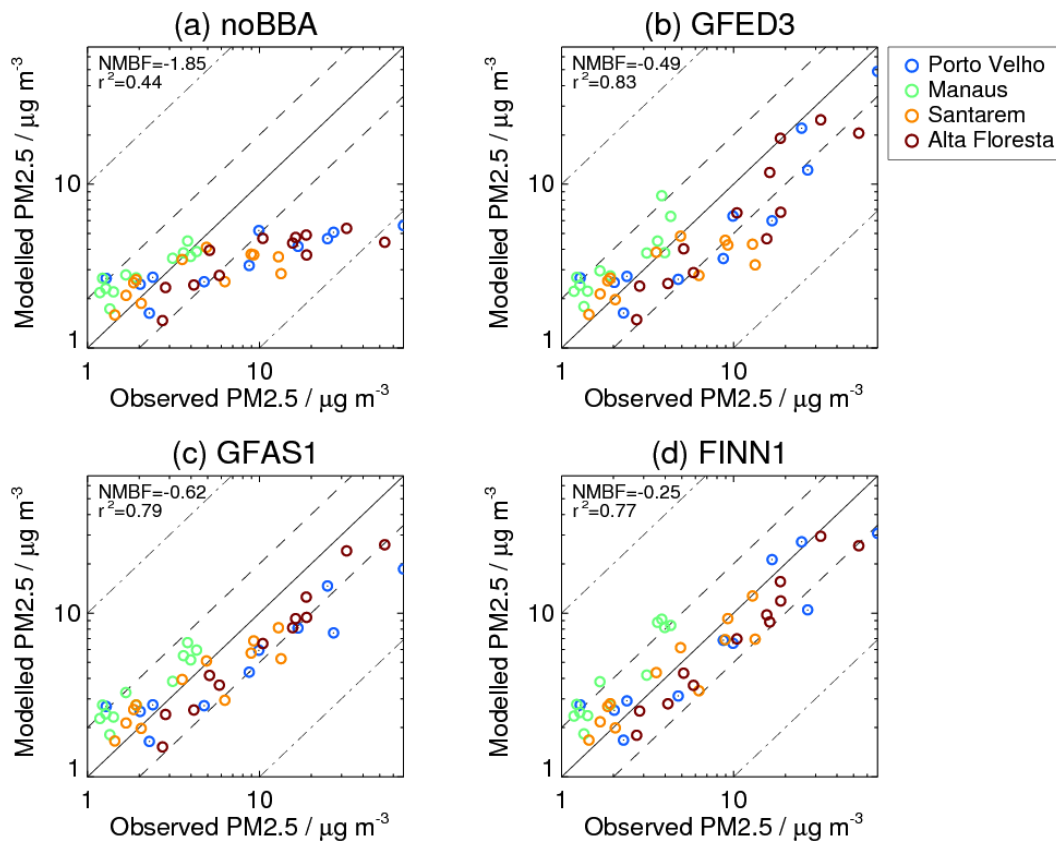 (a) noBBA
NMBF=-1.85
r²=0.44
Modelled PM2.5 / μg m⁻³
10
1
1
10
Observed PM2.5 / μg m⁻³
(b) GFED3
NMBF=-0.49
r²=0.83
Modelled PM2.5 / μg m⁻³
10
1
1
10
Observed PM2.5 / μg m⁻³
Porto Velho
Manaus
Santarem
Alta Floresta
(c) GFAS1
NMBF=-0.62
r²=0.79
Modelled PM2.5 / μg m⁻³
10
1
1
10
Observed PM2.5 / μg m⁻³
(d) FINN1
NMBF=-0.25
r²=0.77
Modelled PM2.5 / μg m⁻³
10
1
1
10
Observed PM2.5 / μg m⁻³